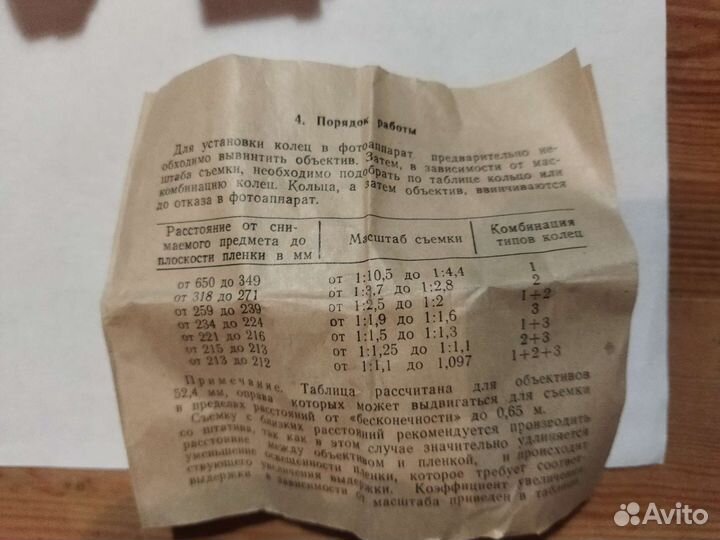 4. Порядок работы
Для установки колец в фотоаппарат предварительно не-
обходимо вывинтить объектив. Затем, в зависимости от мас-
штаба съемки, необходимо подобрать по таблице кольцо или
комбинацию колец. Кольца, а затем объектив, ввинчиваются
до отказа в фотоаппарат.
Расстояние от сни-
маемого предмета до
плоскости пленки в мм
Масштаб съемки
Комбинация
типов колец
от 650 до 349 от 1:10,5 до 1:4,4 1
от 318 до 271 от 1:3,7 до 1:2,8 2
от 259 до 239 от 1:2,5 до 1:2 1+2
от 234 до 224 от 1:1,9 до 1:1,6 3
от 221 до 216 от 1:1,5 до 1:1,3 1+3
от 215 до 213 от 1:1,25 до 1:1,1 2+3
от 213 до 212 от 1:1,1 до 1,097 1+2+3
Примечание. Таблица рассчитана для объективов
52,4 мм, оправа которых может выдвигаться для съемки
в пределах расстояний от «бесконечности» до 0,65 м.
Съемку с близких расстояний рекомендуется производить
со штатива, так как в этом случае значительно удлиняется
расстояние между объективом и пленкой, и происходит
уменьшение освещенности пленки, которое требует соответ-
ствующего увеличения выдержки. Коэффициент увеличения
выдержки в зависимости от масштаба приведен в таблице
Avito